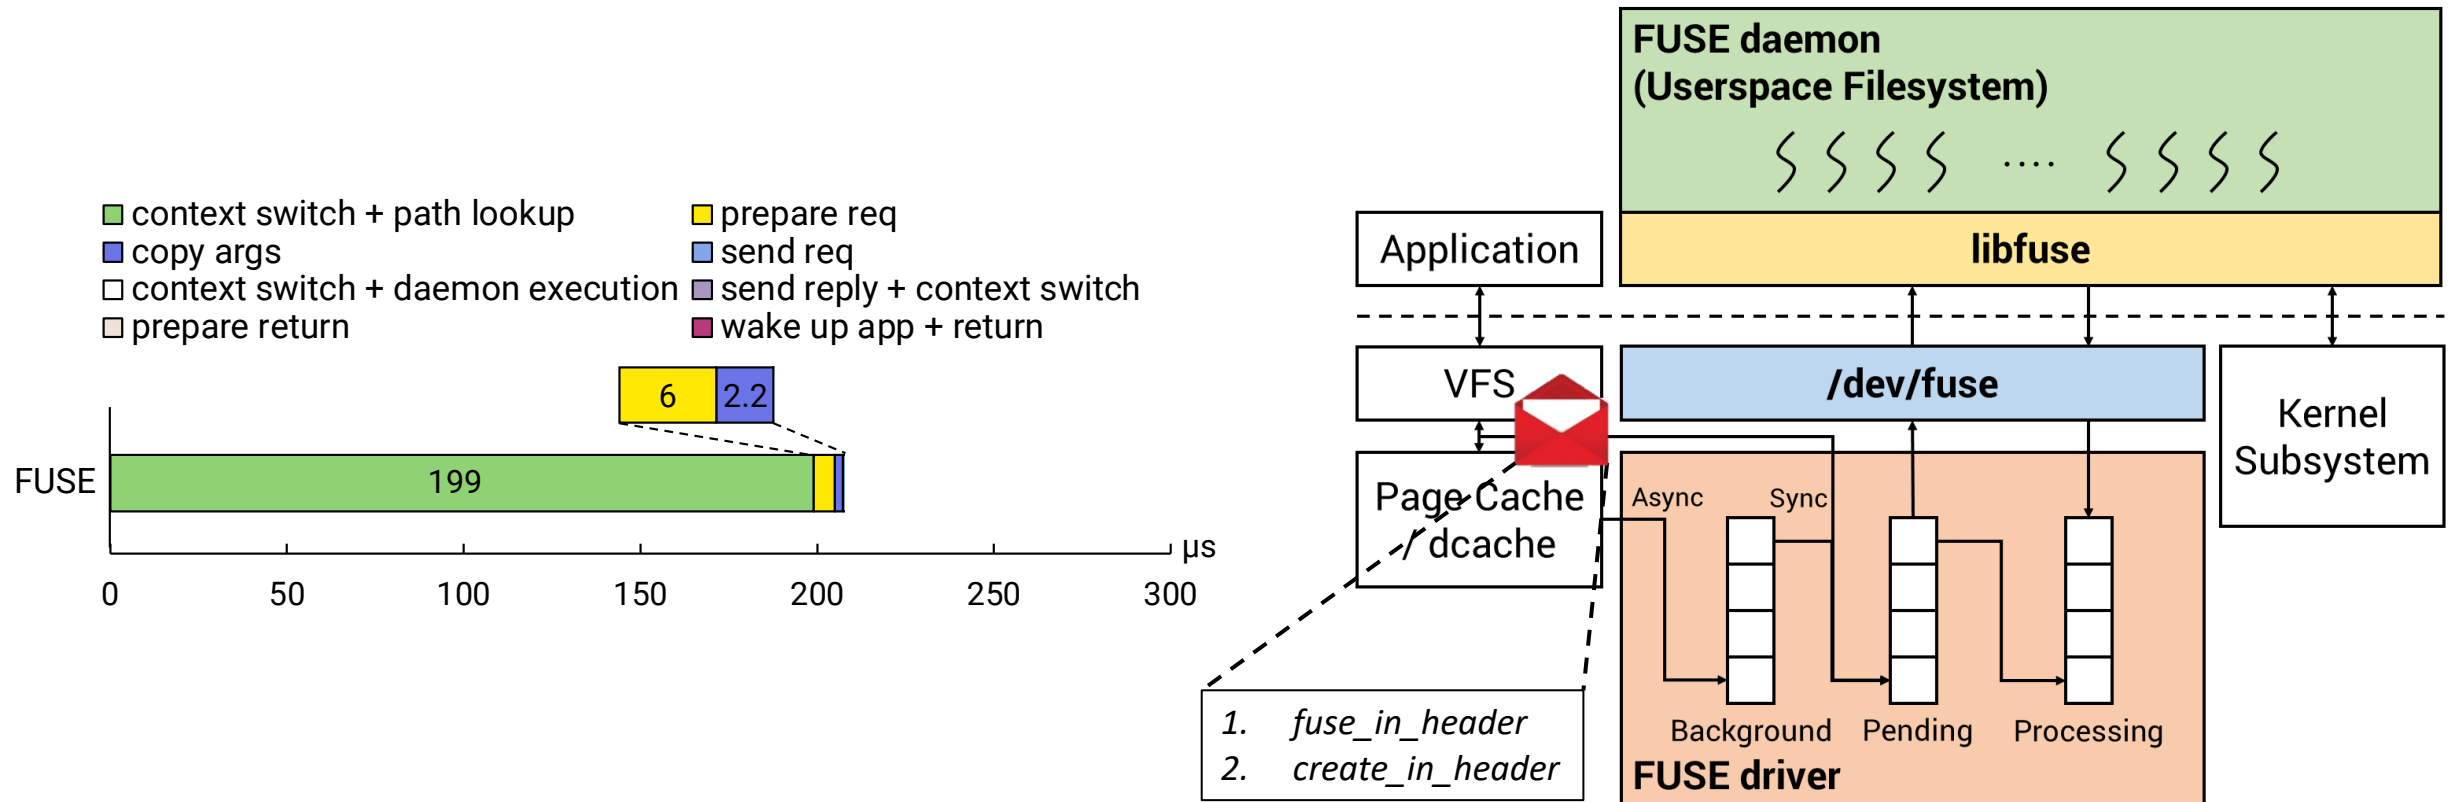 context switch + path lookup
prepare req
copy args
send req
context switch + daemon execution
send reply + context switch
prepare return
wake up app + return
6
2.2
FUSE
199
µs
0
50
100
150
200
250
300
FUSE daemon
(Userspace Filesystem)
....
Application
libfuse
VFS
/dev/fuse
Kernel
Subsystem
Page Cache
/ dcache
Async
Sync
Background
Pending
Processing
FUSE driver
1. fuse_in_header
2. create_in_header